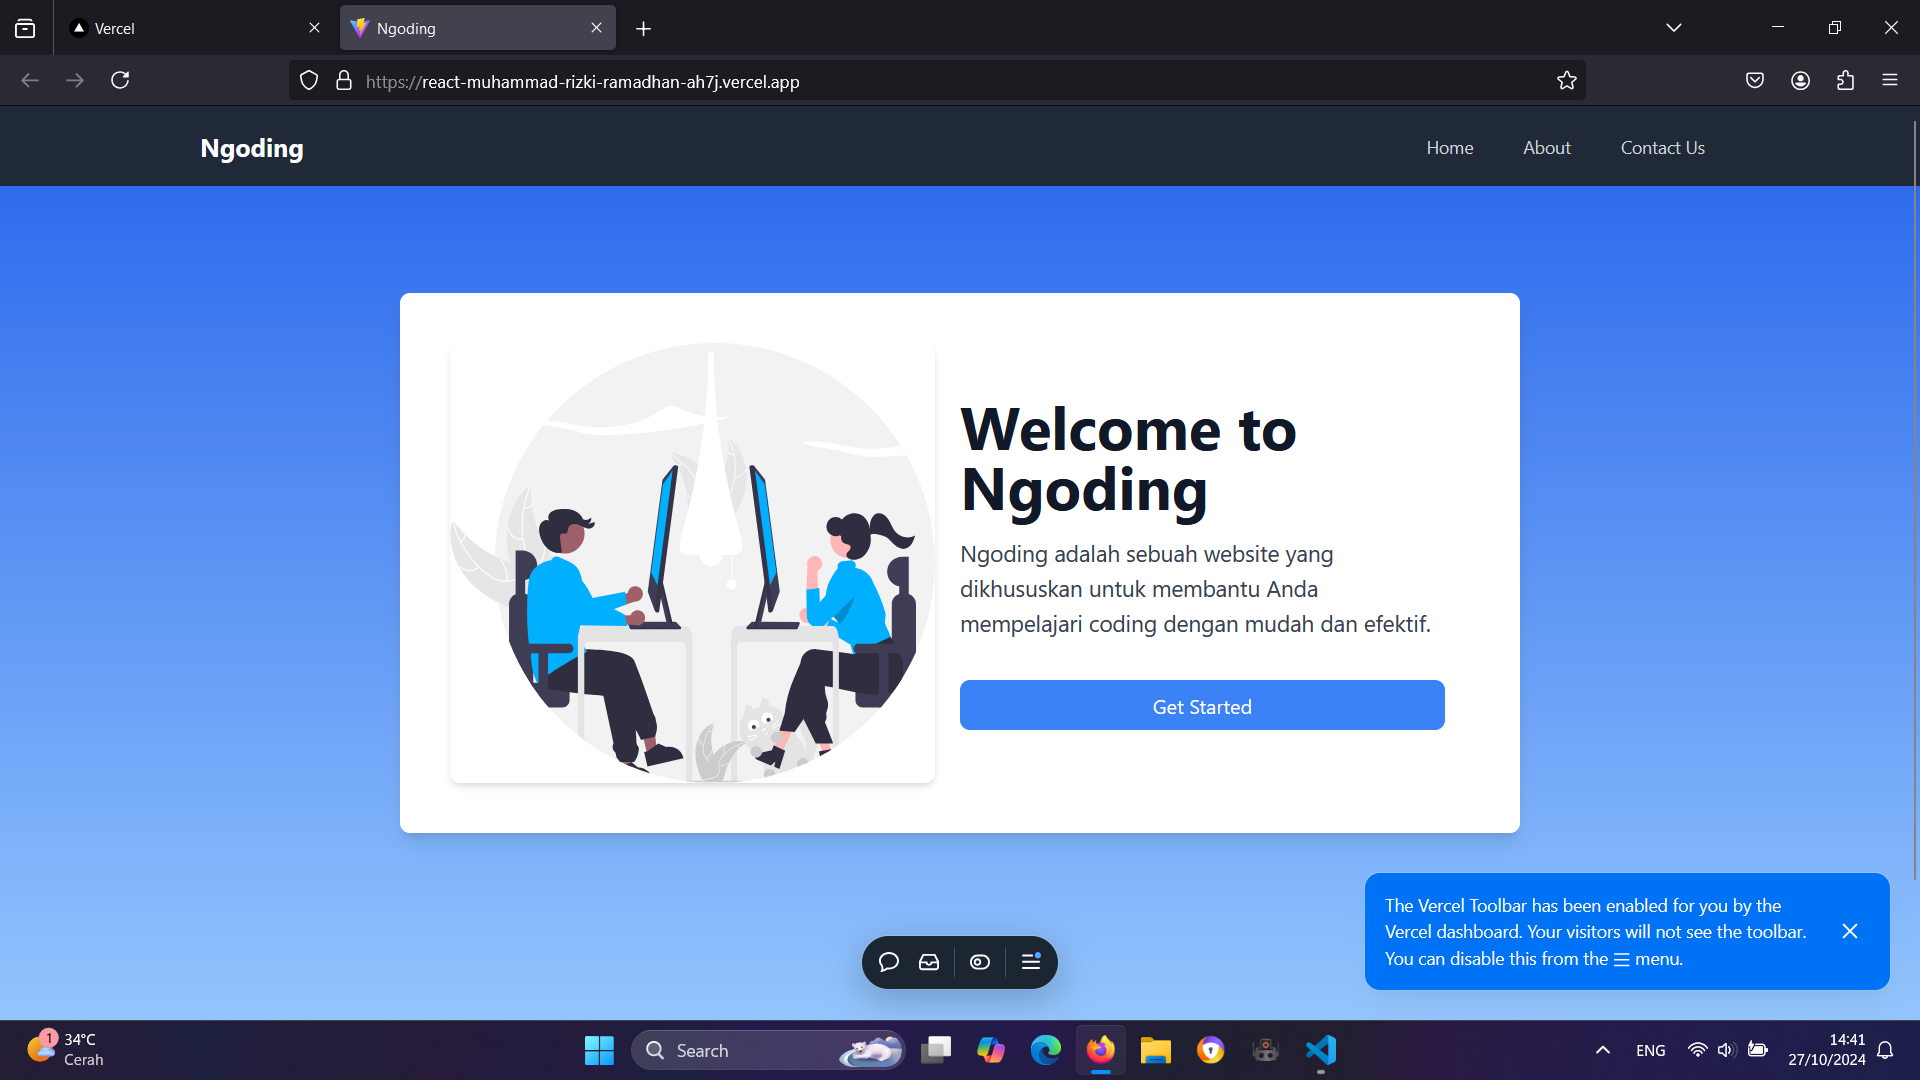 Vercel
Ngoding
https://react-muhammad-rizki-ramadhan-ah7j.vercel.app
Ngoding
Home
About
Contact Us
Welcome to
Ngoding
Ngoding adalah sebuah website yang
dikhususkan untuk membantu Anda
mempelajari coding dengan mudah dan efektif.
Get Started
The Vercel Toolbar has been enabled for you by the
Vercel dashboard. Your visitors will not see the toolbar.
You can disable this from the ☰ menu.
1
34°C
Cerah
Search
ENG
14:41
27/10/2024